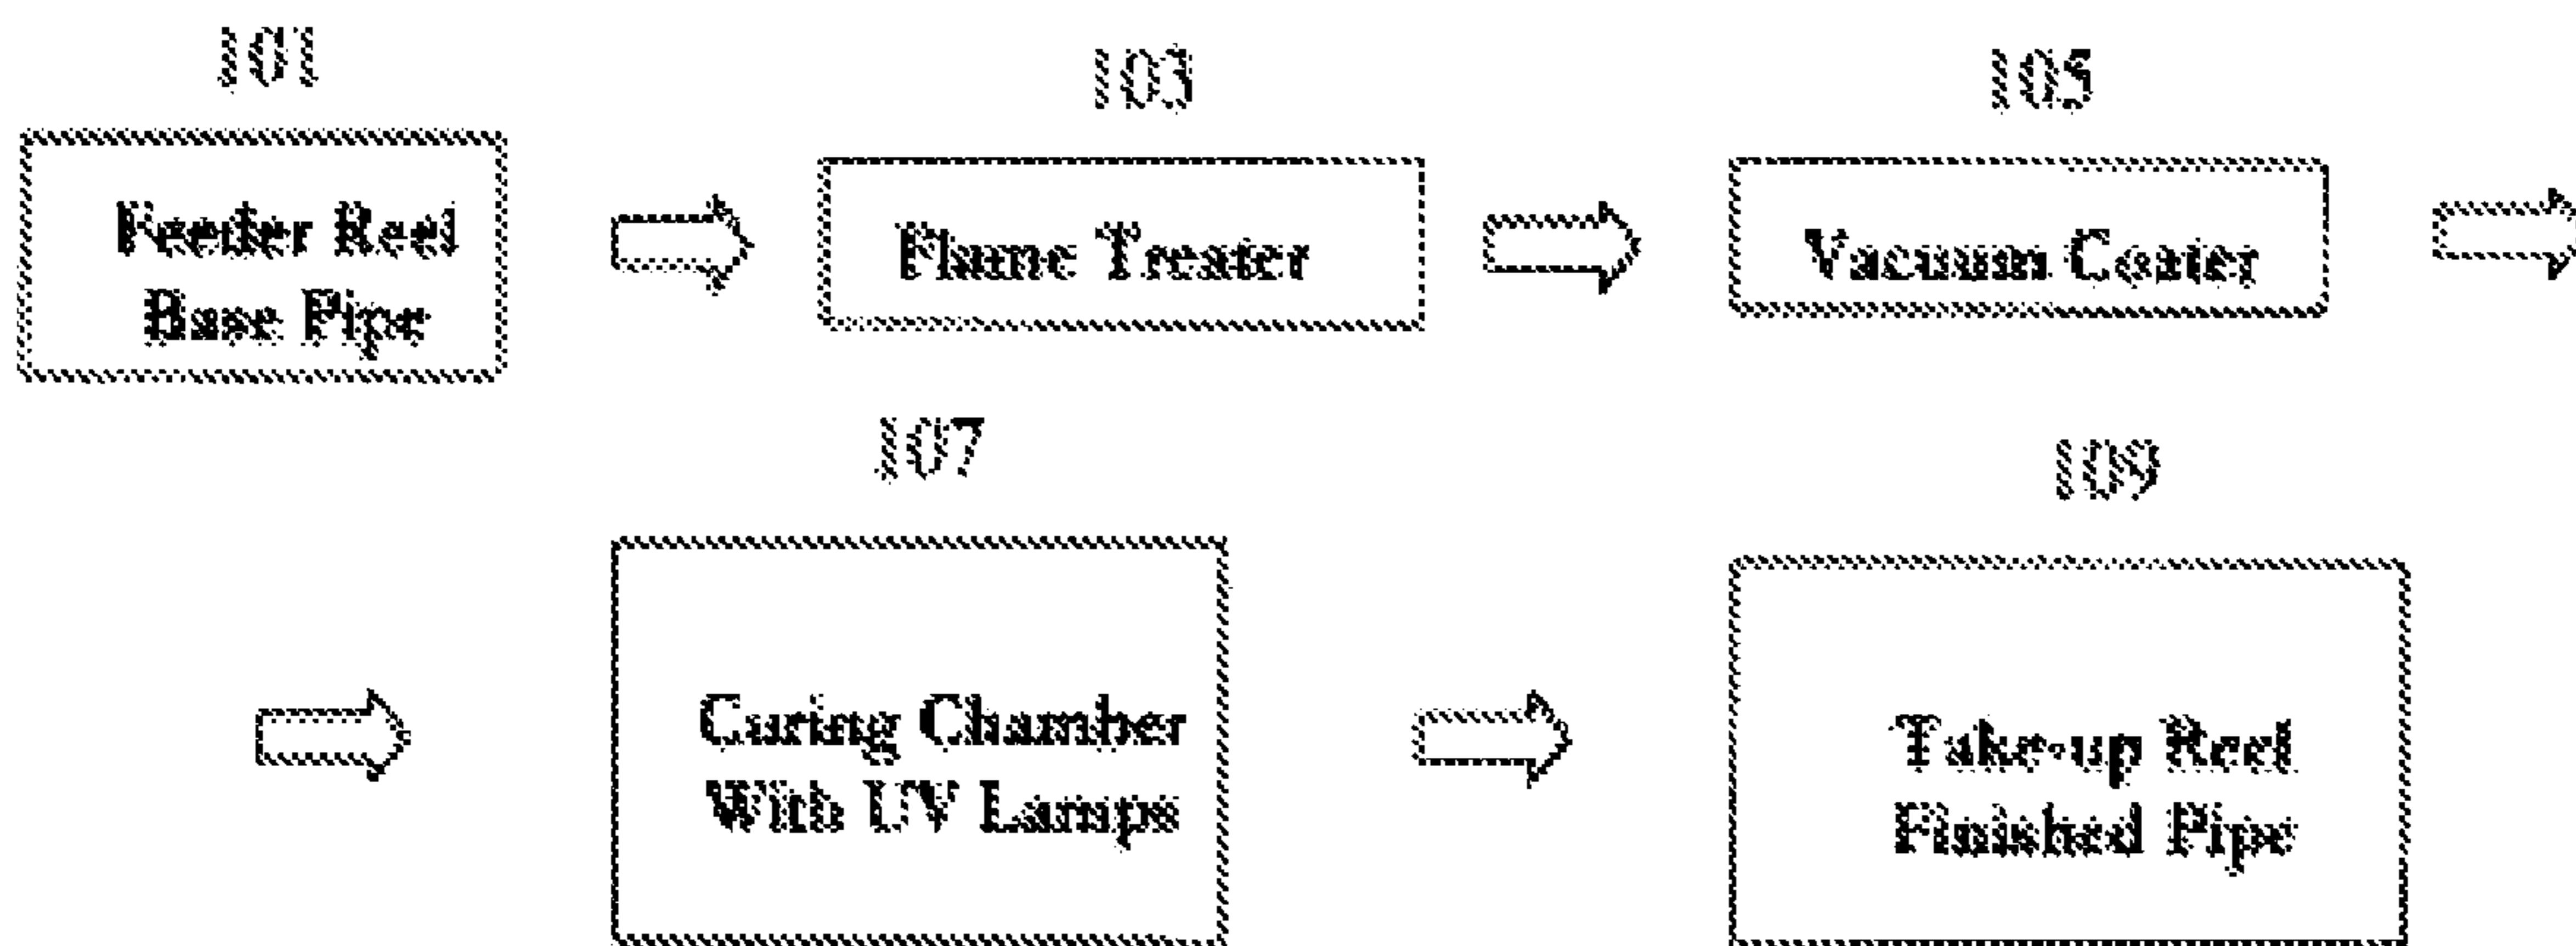 101
103
105
Feeder Reel
Base Pipe
Flame Treater
Vacuum Coater
107
109
Curing Chamber
With UV Lamps
Take-up Reel
Finished Pipe